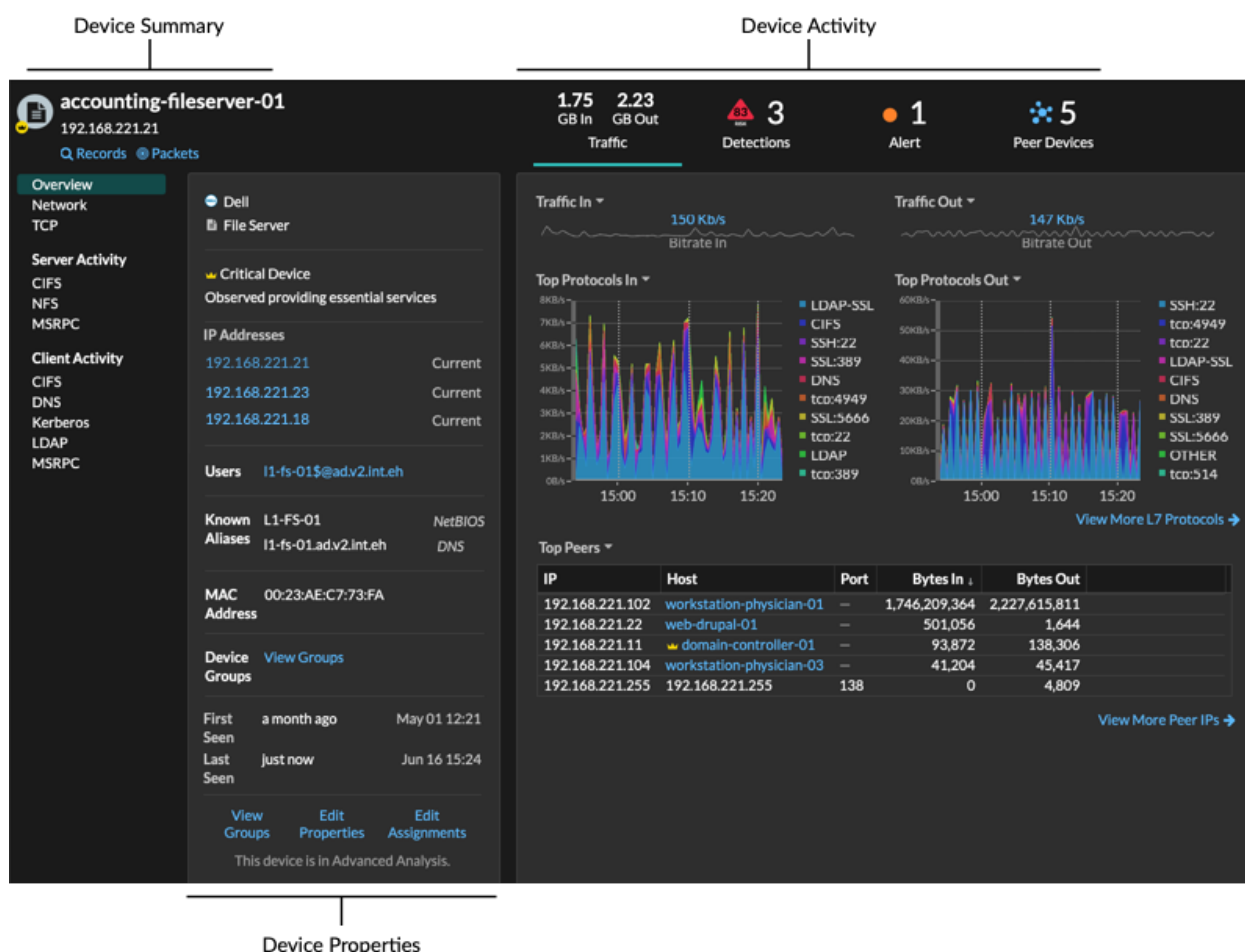 Device Summary
Device Activity
accounting-fileserver-01
192.168.221.21
Records Packets
1.75 2.23
GB In GB Out
Traffic
83
RISK
3
Detections
1
Alert
5
Peer Devices
Overview
Network
TCP
Server Activity
CIFS
NFS
MSRPC
Client Activity
CIFS
DNS
Kerberos
LDAP
MSRPC
Dell
File Server
Critical Device
Observed providing essential services
IP Addresses
192.168.221.21 Current
192.168.221.23 Current
192.168.221.18 Current
Users l1-fs-01$@ad.v2.int.eh
Known Aliases L1-FS-01 NetBIOS
l1-fs-01.ad.v2.int.eh DNS
MAC Address 00:23:AE:C7:73:FA
Device Groups View Groups
First Seen a month ago May 01 12:21
Last Seen just now Jun 16 15:24
View Groups Edit Properties Edit Assignments
This device is in Advanced Analysis.
Traffic In
150 Kb/s
Bitrate In
Traffic Out
147 Kb/s
Bitrate Out
Top Protocols In
8KB/s
7KB/s
6KB/s
5KB/s
4KB/s
3KB/s
2KB/s
1KB/s
0B/s
15:00 15:10 15:20
LDAP-SSL
CIFS
SSH:22
SSL:389
DNS
tcp:4949
SSL:5666
tcp:22
LDAP
tcp:389
Top Protocols Out
60KB/s
50KB/s
40KB/s
30KB/s
20KB/s
10KB/s
0B/s
15:00 15:10 15:20
SSH:22
tcp:4949
tcp:22
LDAP-SSL
CIFS
DNS
SSL:389
SSL:5666
OTHER
tcp:514
View More L7 Protocols →
Top Peers
IP Host Port Bytes In ↓ Bytes Out
192.168.221.102 workstation-physician-01 — 1,746,209,364 2,227,615,811
192.168.221.22 web-drupal-01 — 501,056 1,644
192.168.221.11 domain-controller-01 — 93,872 138,306
192.168.221.104 workstation-physician-03 — 41,204 45,417
192.168.221.255 192.168.221.255 138 0 4,809
View More Peer IPs →
Device Properties